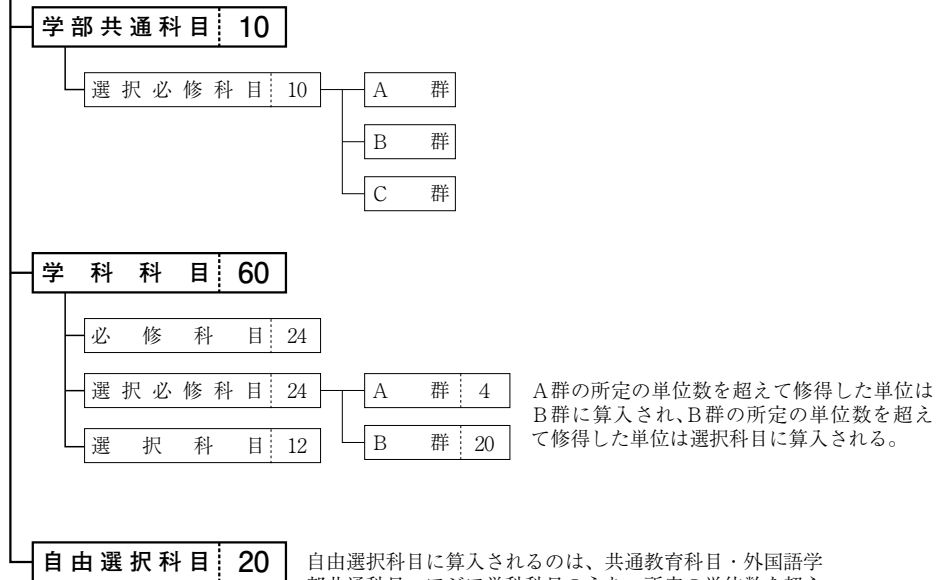 学部共通科目 10
選択必修科目 10
A 群
B 群
C 群
学科科目 60
必修科目 24
選択必修科目 24
A 群 4
A群の所定の単位数を超えて修得した単位は
B群に算入され、B群の所定の単位数を超え
て修得した単位は選択科目に算入される。
選択科目 12
B 群 20
自由選択科目 20
自由選択科目に算入されるのは、共通教育科目・外国語学